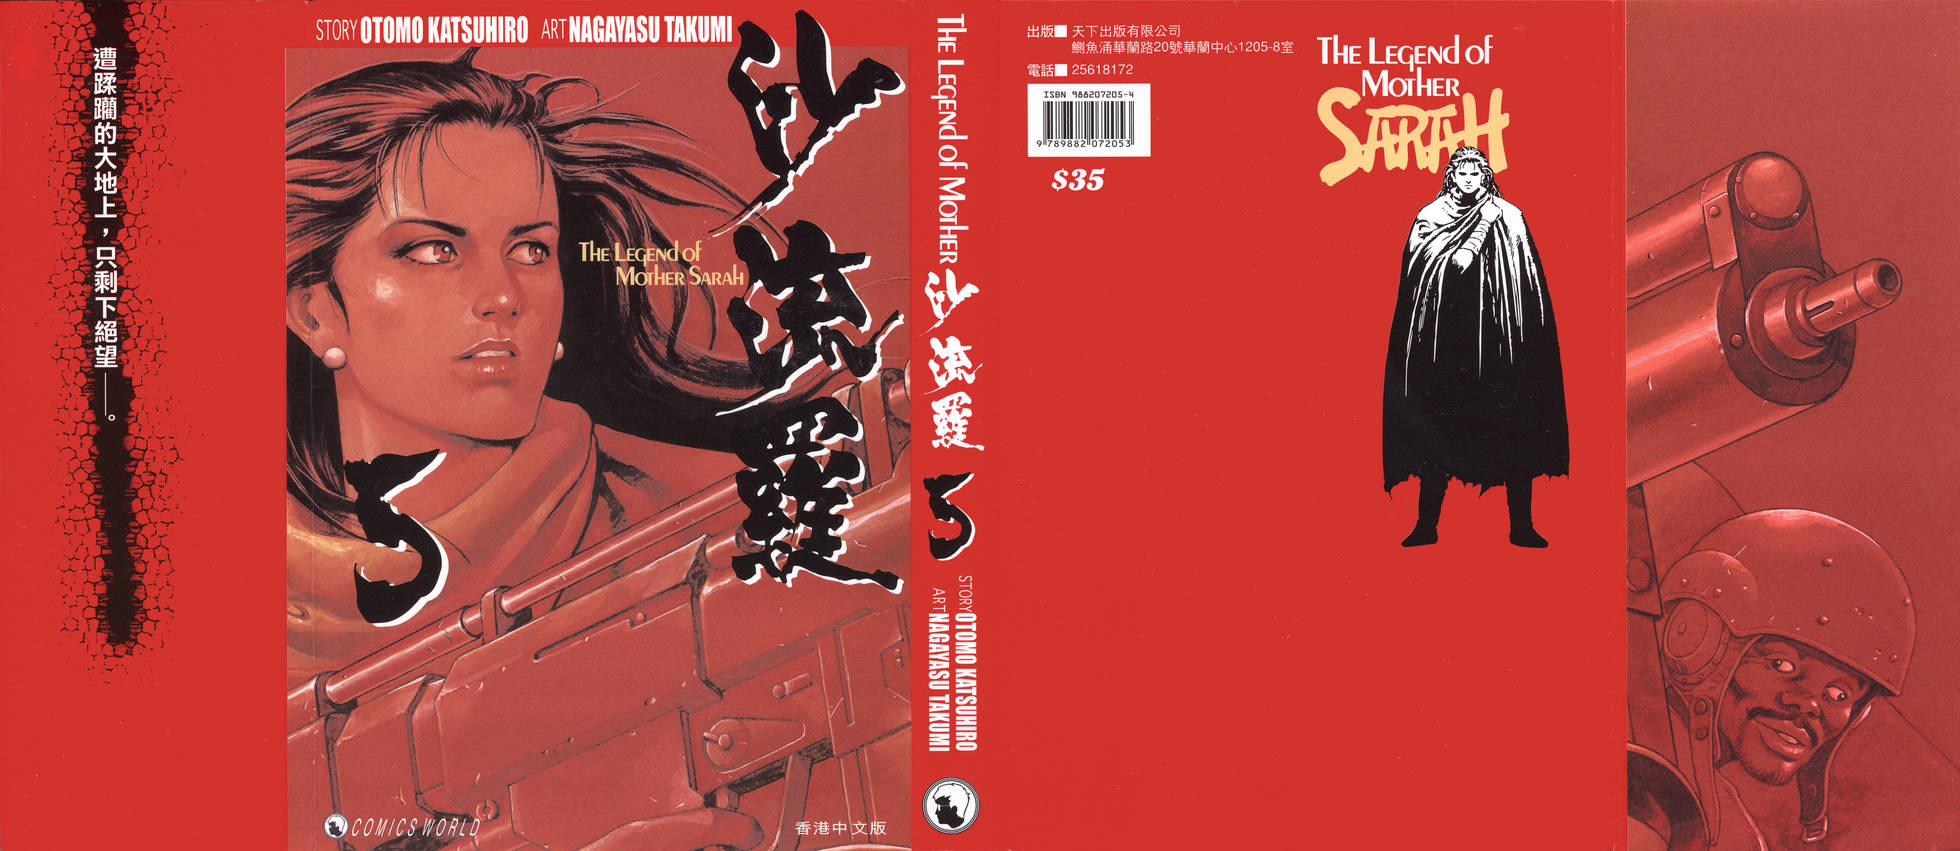 遭蹂躪的大地上，只剩下絕望——。
STORY OTOMO KATSUHIRO ART NAGAYASU TAKUMI
沙流羅
The Legend of
Mother Sarah
5
COMICS WORLD
香港中文版
The Legend of Mother
沙流羅
5
STORY OTOMO KATSUHIRO
ART NAGAYASU TAKUMI
出版■天下出版有限公司
鰂魚涌華蘭路20號華蘭中心1205-8室
電話■25618172
ISBN 988207205-4
9 789882 072053
$35
The Legend of
Mother
SARAH